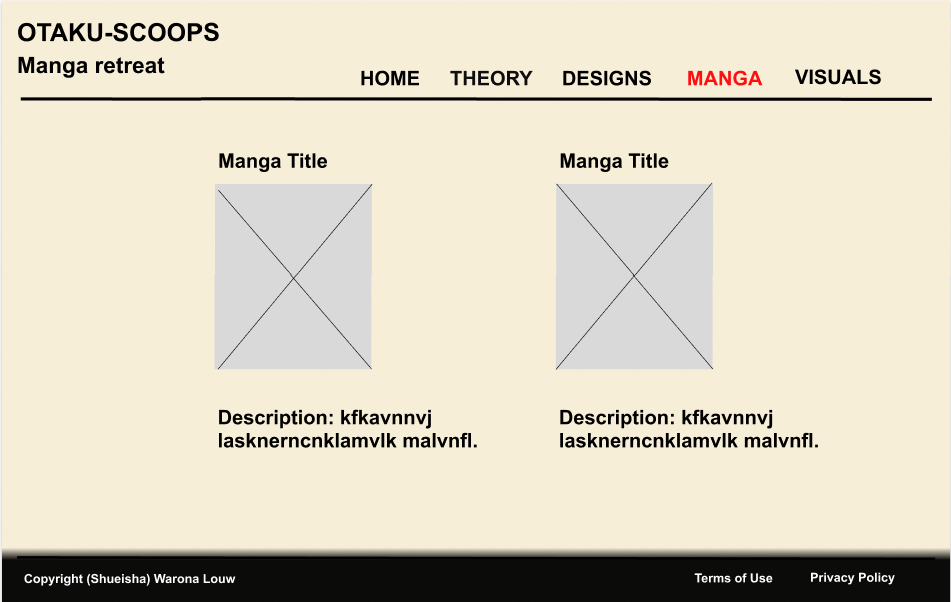 OTAKU-SCOOPS
Manga retreat
HOME THEORY DESIGNS MANGA VISUALS
Manga Title
Description: kfkavnnvj
lasknerncnklamvlk malvnfl.
Manga Title
Description: kfkavnnvj
lasknerncnklamvlk malvnfl.
Copyright (Shueisha) Warona Louw
Terms of Use
Privacy Policy